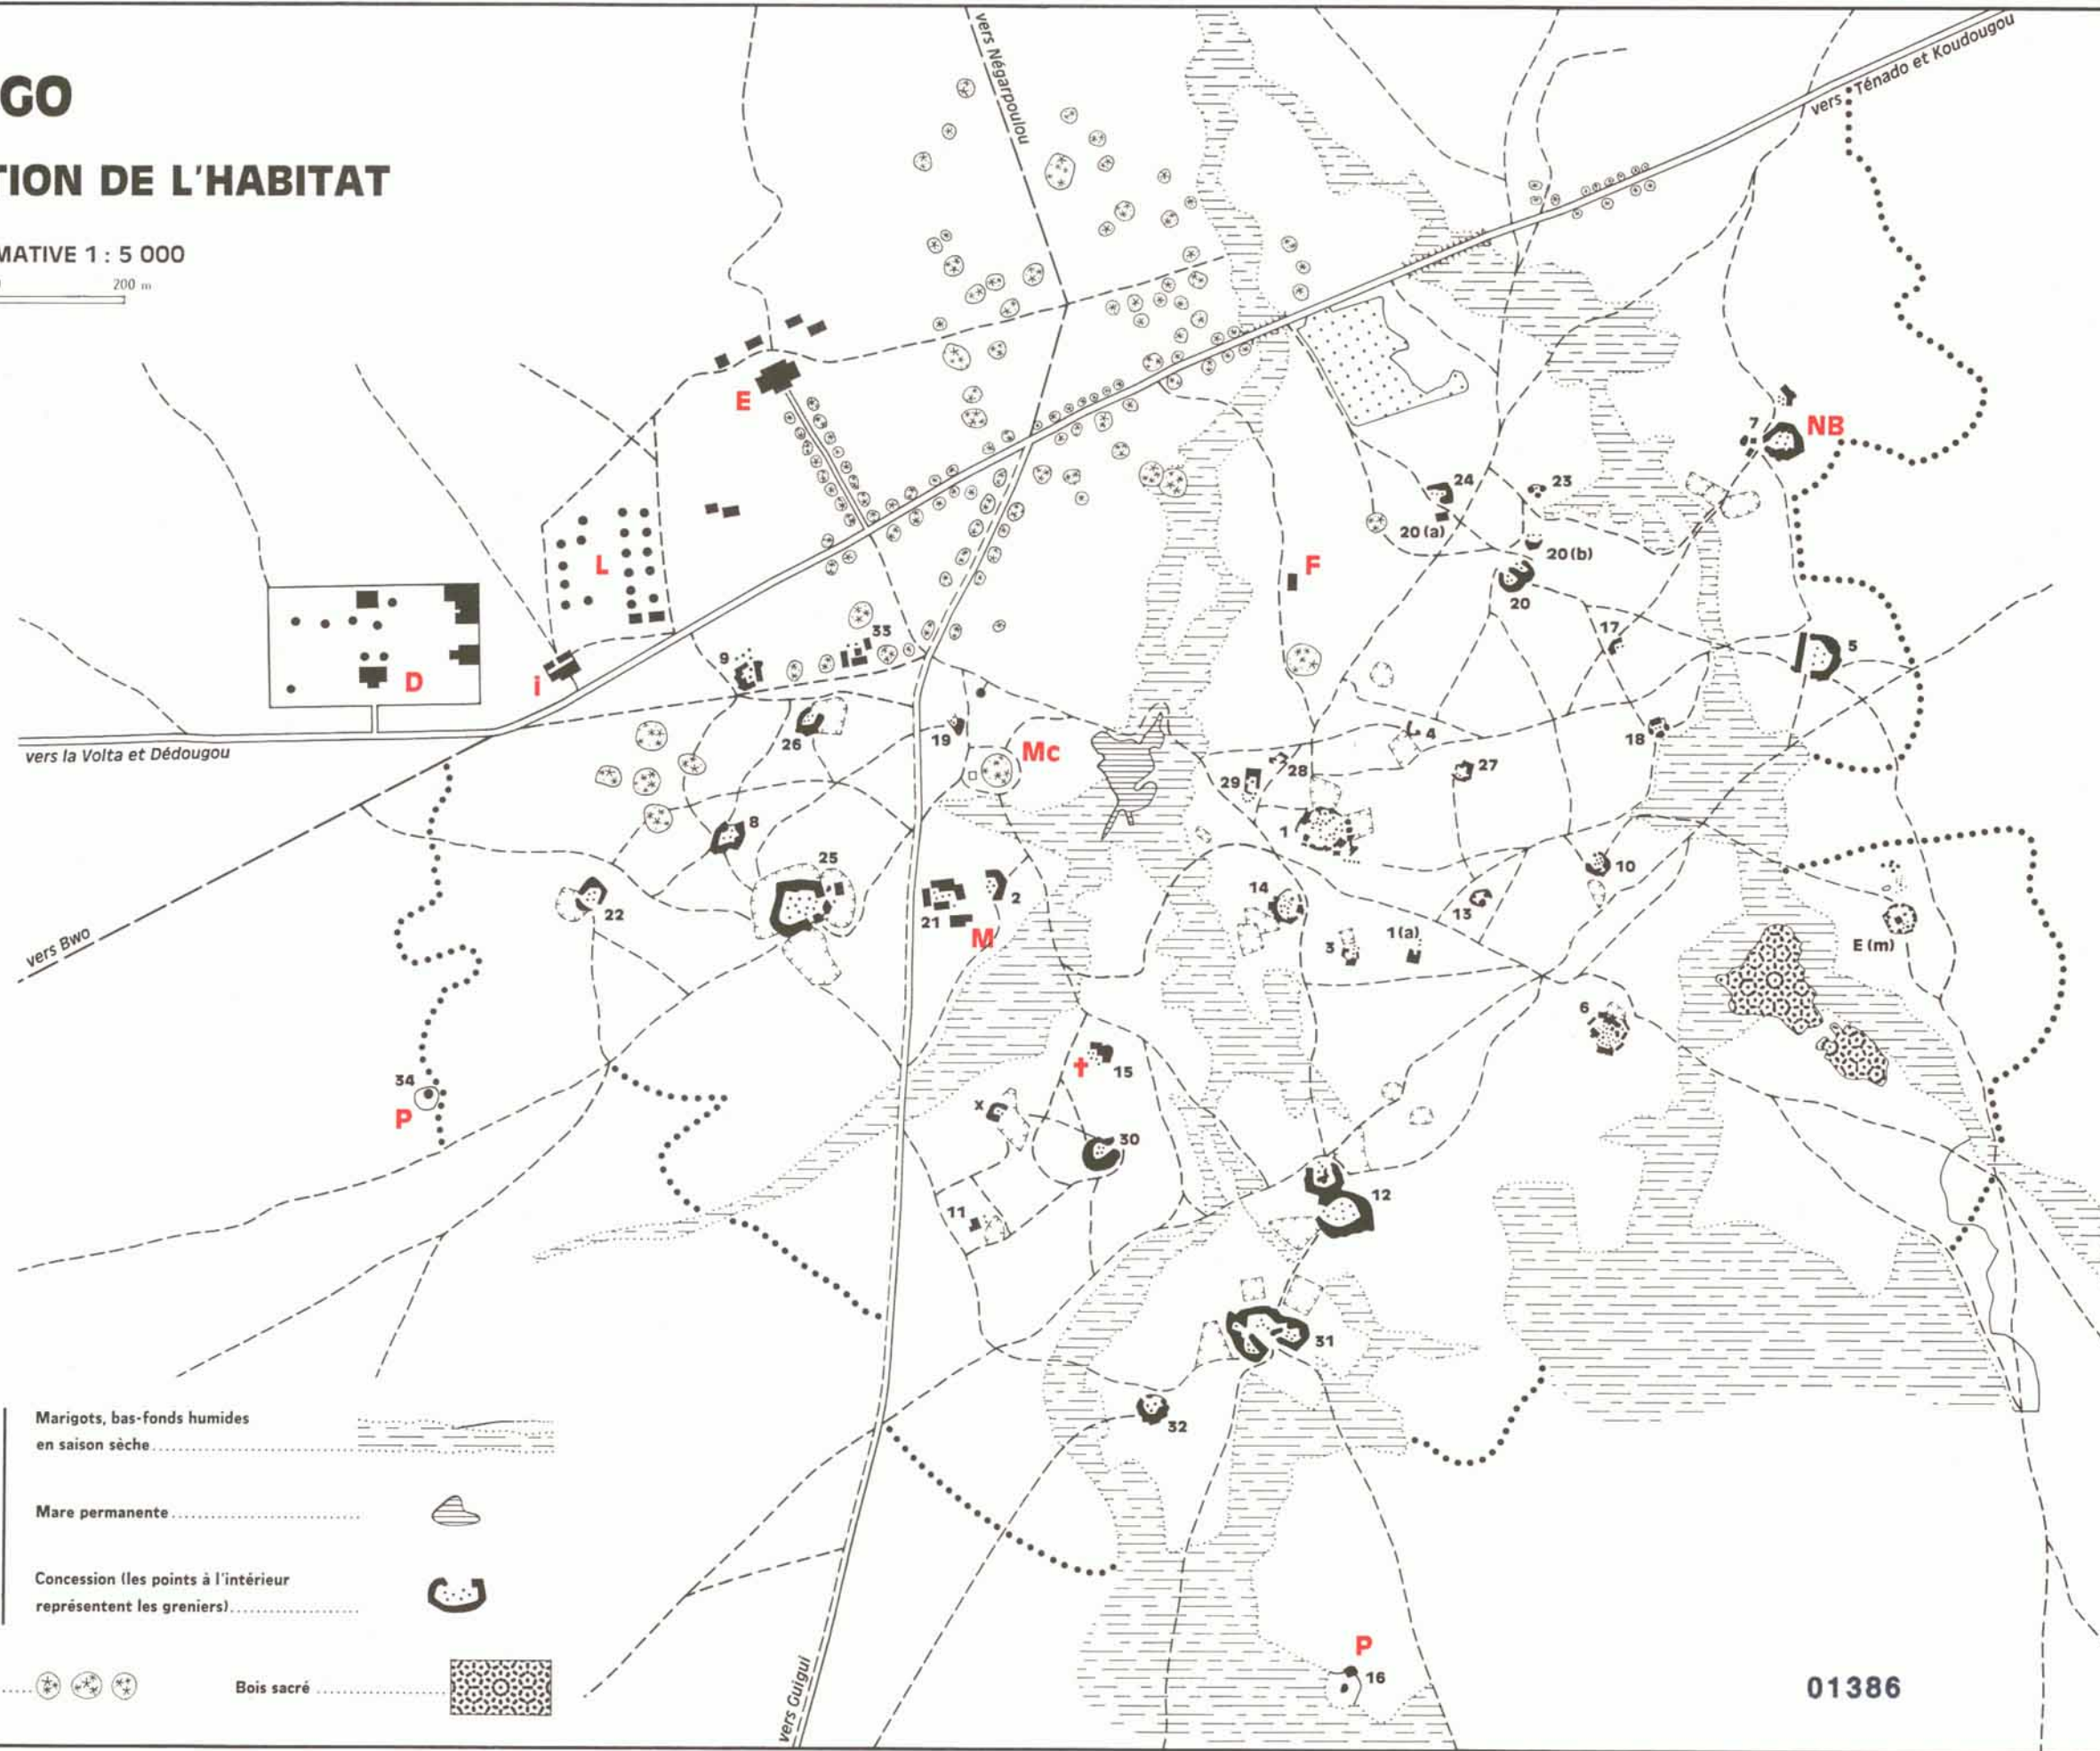 GO
TION DE L'HABITAT
MATIVE 1 : 5 000
200 m
vers Négarpoulou
vers Ténado et Koudougou
E
NB
7
24
23
20 (a)
20 (b)
L
F
20
33
17
9
5
D
i
26
19
4
18
vers la Volta et Dédougou
Mc
28
27
29
1
8
25
10
14
22
2
13
21
M
1(a)
3
E (m)
vers Bwo
6
† 15
34
P
x
30
12
11
31
32
Marigots, bas-fonds humides
en saison sèche
Mare permanente
Concession (les points à l'intérieur
représentent les greniers)
Bois sacré
vers Guigui
P
16
01386